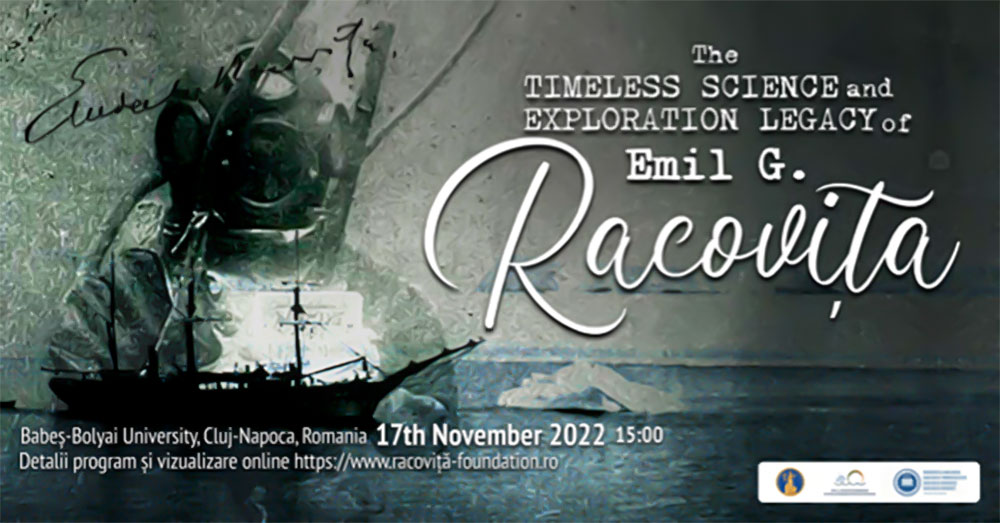 The
TIMELESS SCIENCE and
EXPLORATION LEGACY of
Emil G.
Racovița
Babeș-Bolyai University, Cluj-Napoca, Romania 17th November 2022 15:00
Detalii program și vizualizare online https://www.racoviță-foundation.ro